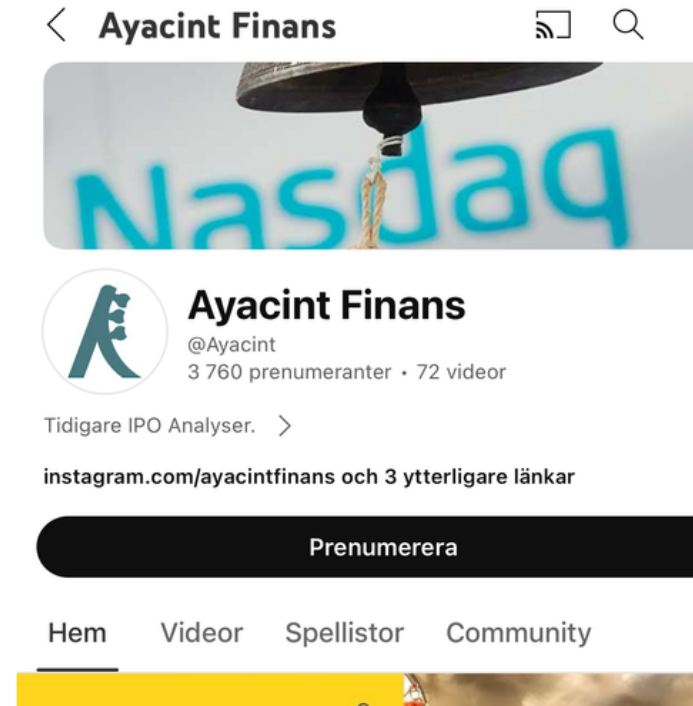 Ayacint Finans
Nasdaq
Ayacint Finans
@Ayacint
3 760 prenumeranter • 72 videor
Tidigare IPO Analyser.
instagram.com/ayacintfinans och 3 ytterligare länkar
Prenumerera
Hem Videor Spellistor Community